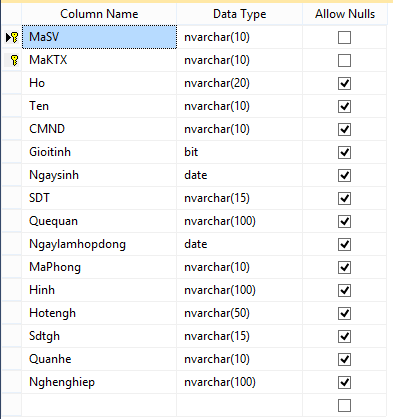 Column Name Data Type Allow Nulls
MaSV nvarchar(10)
MaKTX nvarchar(10)
Ho nvarchar(20)
Ten nvarchar(10)
CMND nvarchar(10)
Gioitinh bit
Ngaysinh date
SDT nvarchar(15)
Quequan nvarchar(100)
Ngaylamhopdong date
MaPhong nvarchar(10)
Hinh nvarchar(100)
Hotengh nvarchar(50)
Sdtgh nvarchar(15)
Quanhe nvarchar(10)
Nghenghiep nvarchar(100)